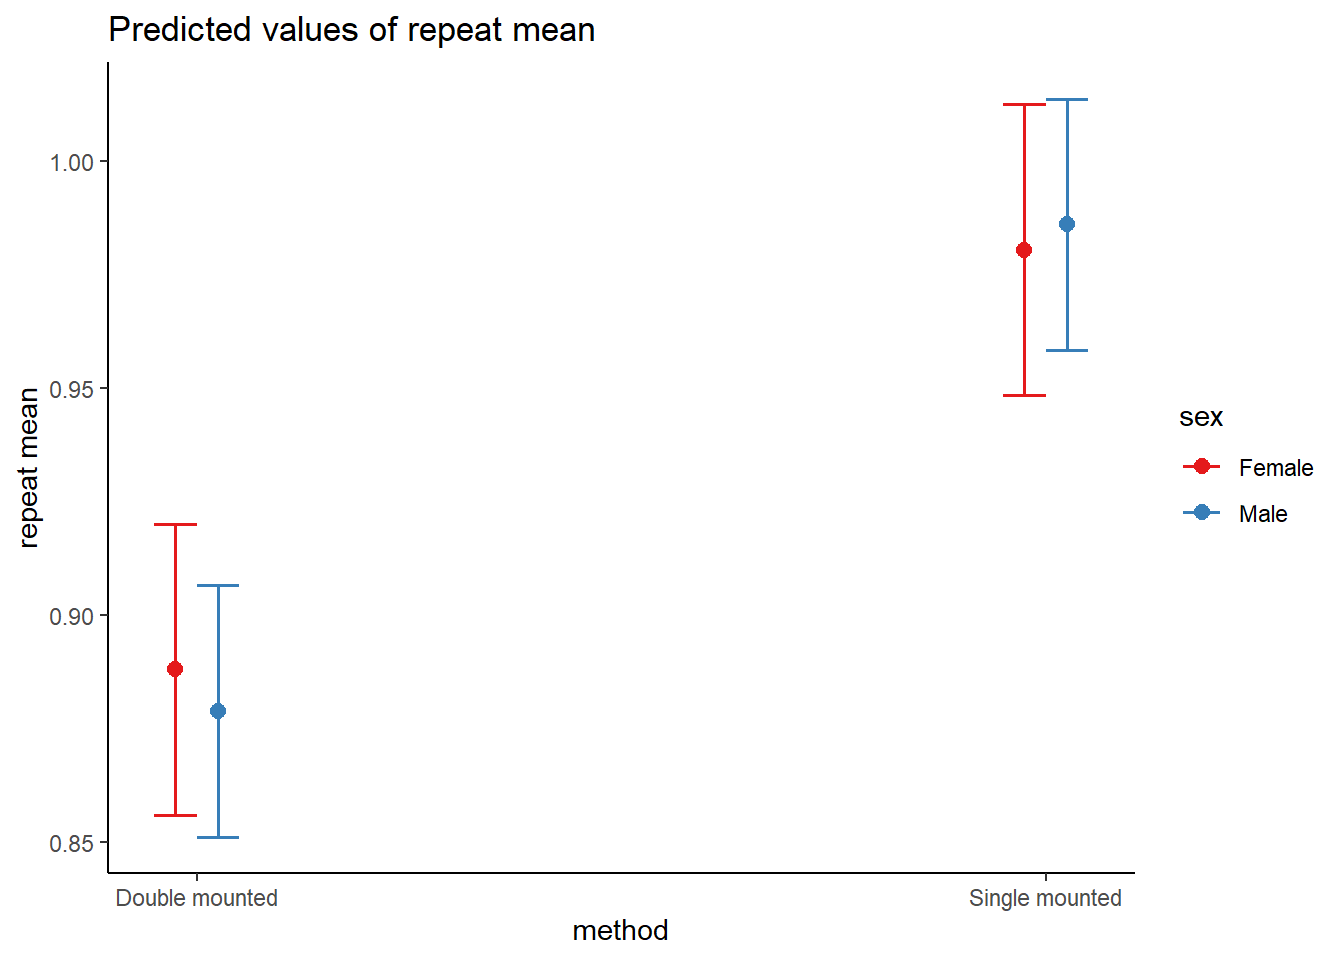 Predicted values of repeat mean
repeat mean
1.00
0.95
0.90
0.85
Double mounted
Single mounted
method
sex
Female
Male